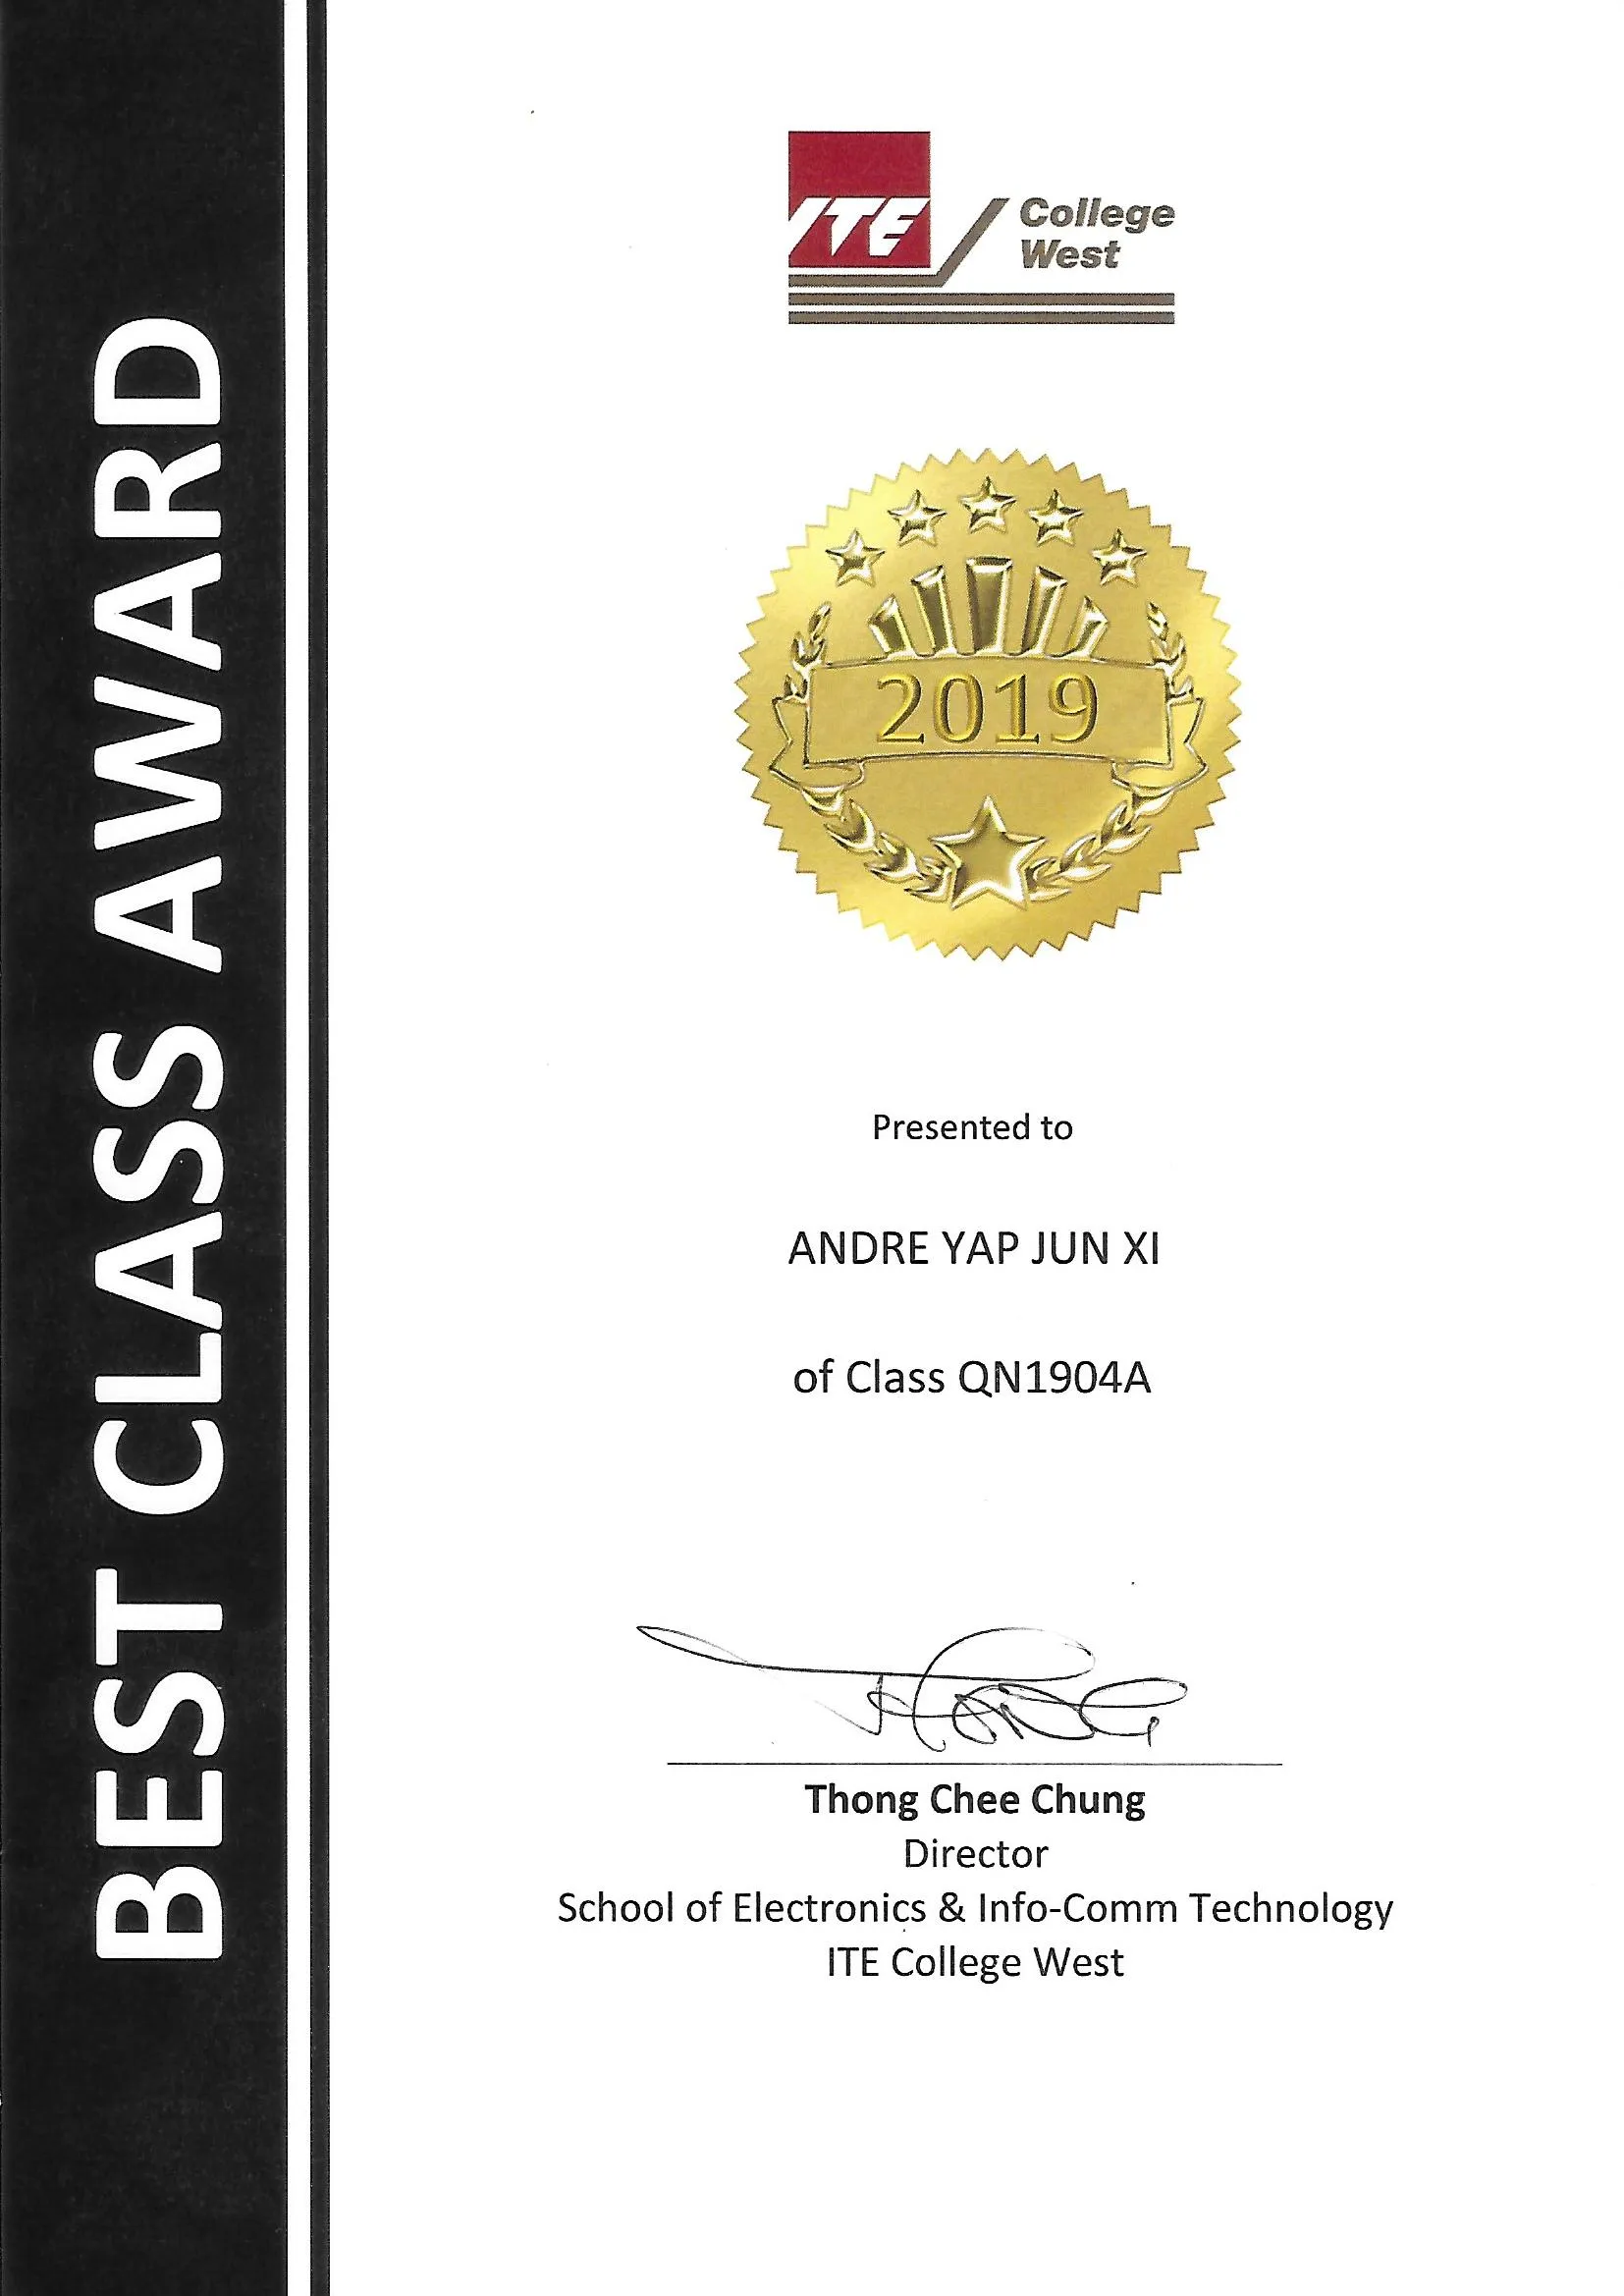 BEST CLASS AWARD
ITE
College
West
2019
Presented to
ANDRE YAP JUN XI
of Class QN1904A
Thong Chee Chung
Director
School of Electronics & Info-Comm Technology
ITE College West